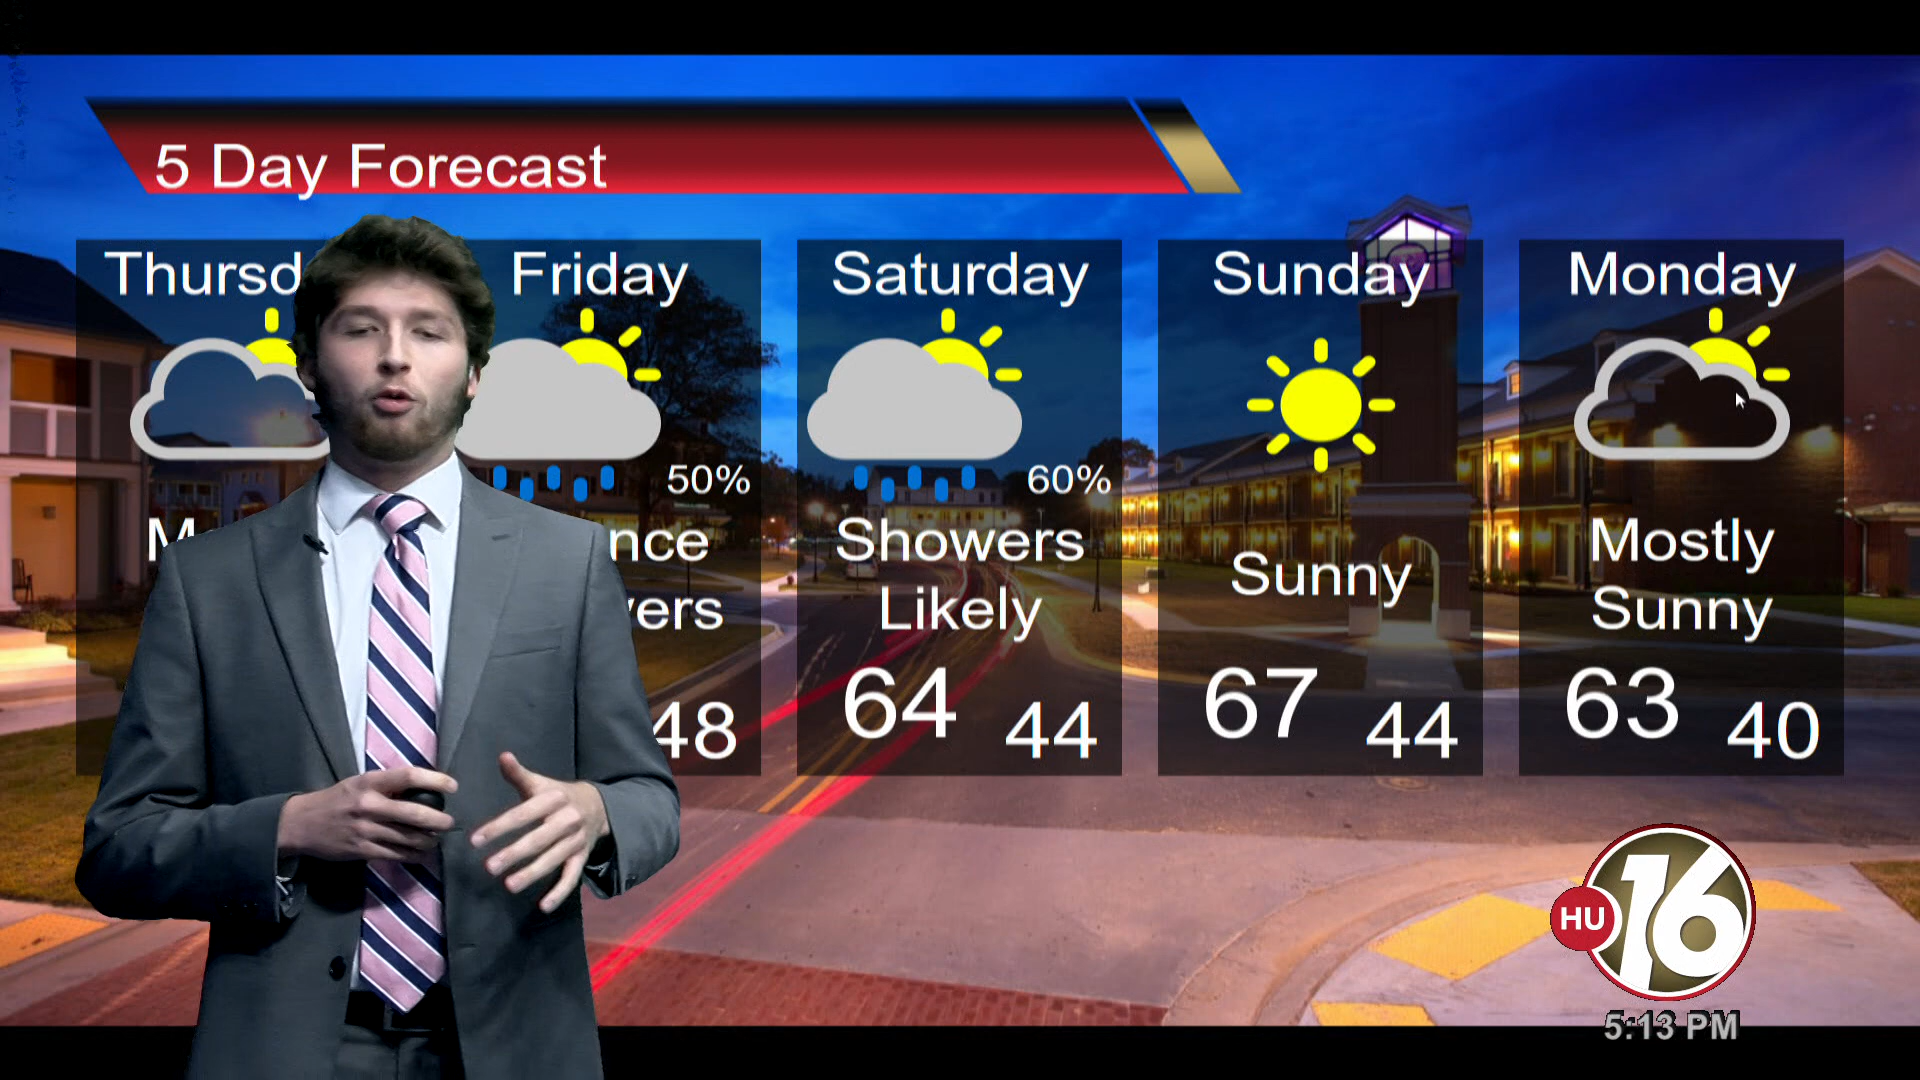 5 Day Forecast
Friday
Saturday
Sunday
Monday
50%
60%
Showers
Likely
Sunny
Mostly
Sunny
48
64 44
67 44
63 40
HU 16
5:13 PM